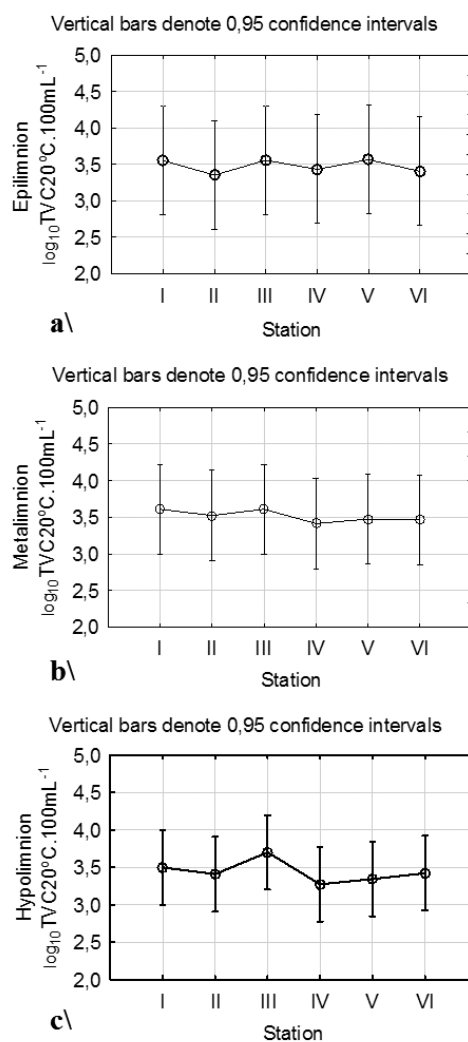 Vertical bars denote 0,95 confidence intervals
Epilimnion
log₁₀TVC20°C.100mL⁻¹
5,0
4,5
4,0
3,5
3,0
2,5
2,0
I II III IV V VI
a\
Station
Vertical bars denote 0,95 confidence intervals
Metalimnion
log₁₀TVC20°C.100mL⁻¹
5,0
4,5
4,0
3,5
3,0
2,5
2,0
I II III IV V VI
b\
Station
Vertical bars denote 0,95 confidence intervals
Hypolimnion
log₁₀TVC20°C.100mL⁻¹
5,0
4,5
4,0
3,5
3,0
2,5
2,0
I II III IV V VI
c\
Station